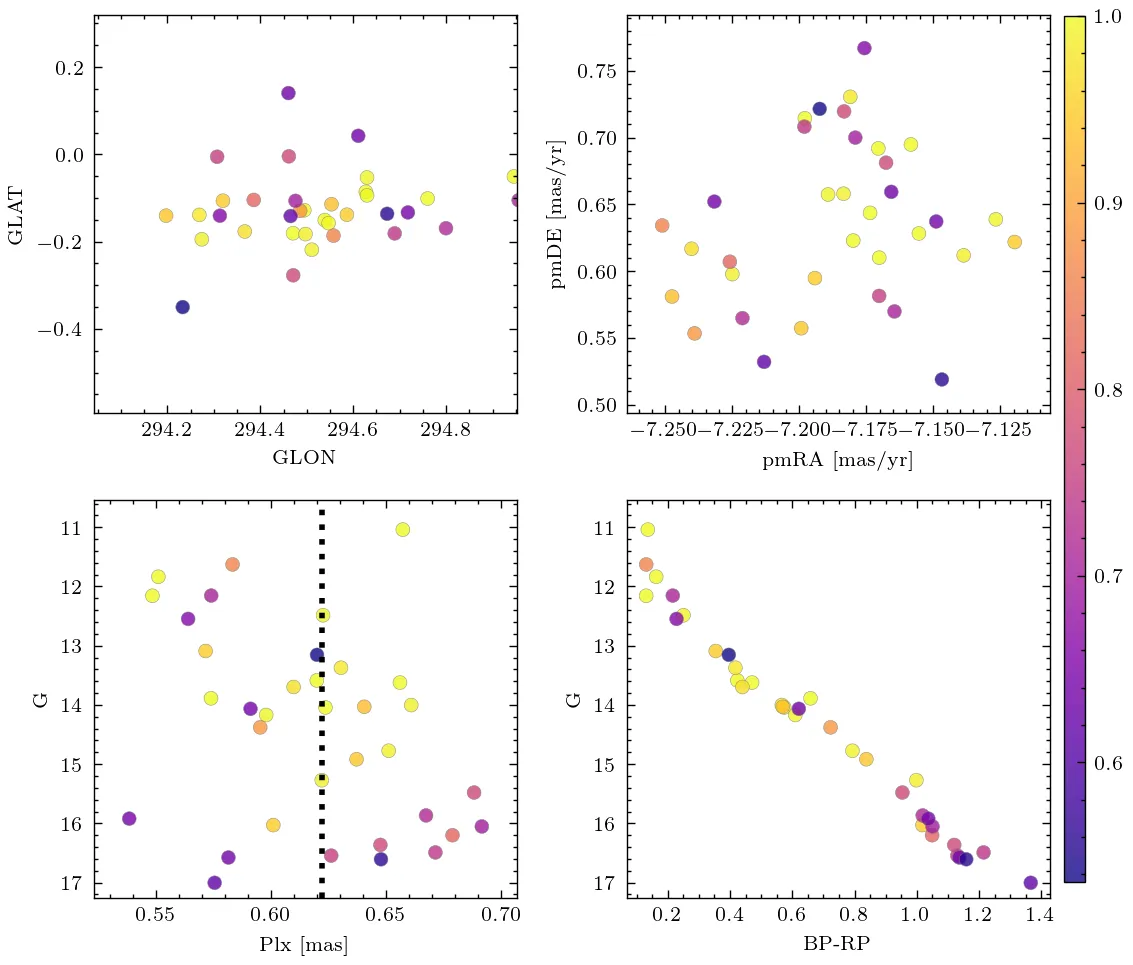 0.2
0.0
−0.2
−0.4
GLAT
294.2 294.4 294.6 294.8
GLON
0.75
0.70
0.65
0.60
0.55
0.50
pmDE [mas/yr]
−7.250−7.225−7.200−7.175−7.150−7.125
pmRA [mas/yr]
1.0
0.9
0.8
0.7
0.6
11
12
13
14
15
16
17
G
0.55 0.60 0.65 0.70
Plx [mas]
11
12
13
14
15
16
17
G
0.2 0.4 0.6 0.8 1.0 1.2 1.4
BP-RP